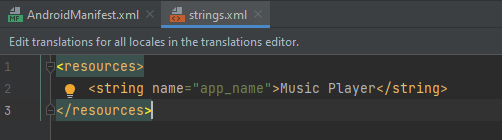 AndroidManifest.xml
strings.xml
Edit translations for all locales in the translations editor.
1 <resources>
2 <string name="app_name">Music Player</string>
3 </resources>